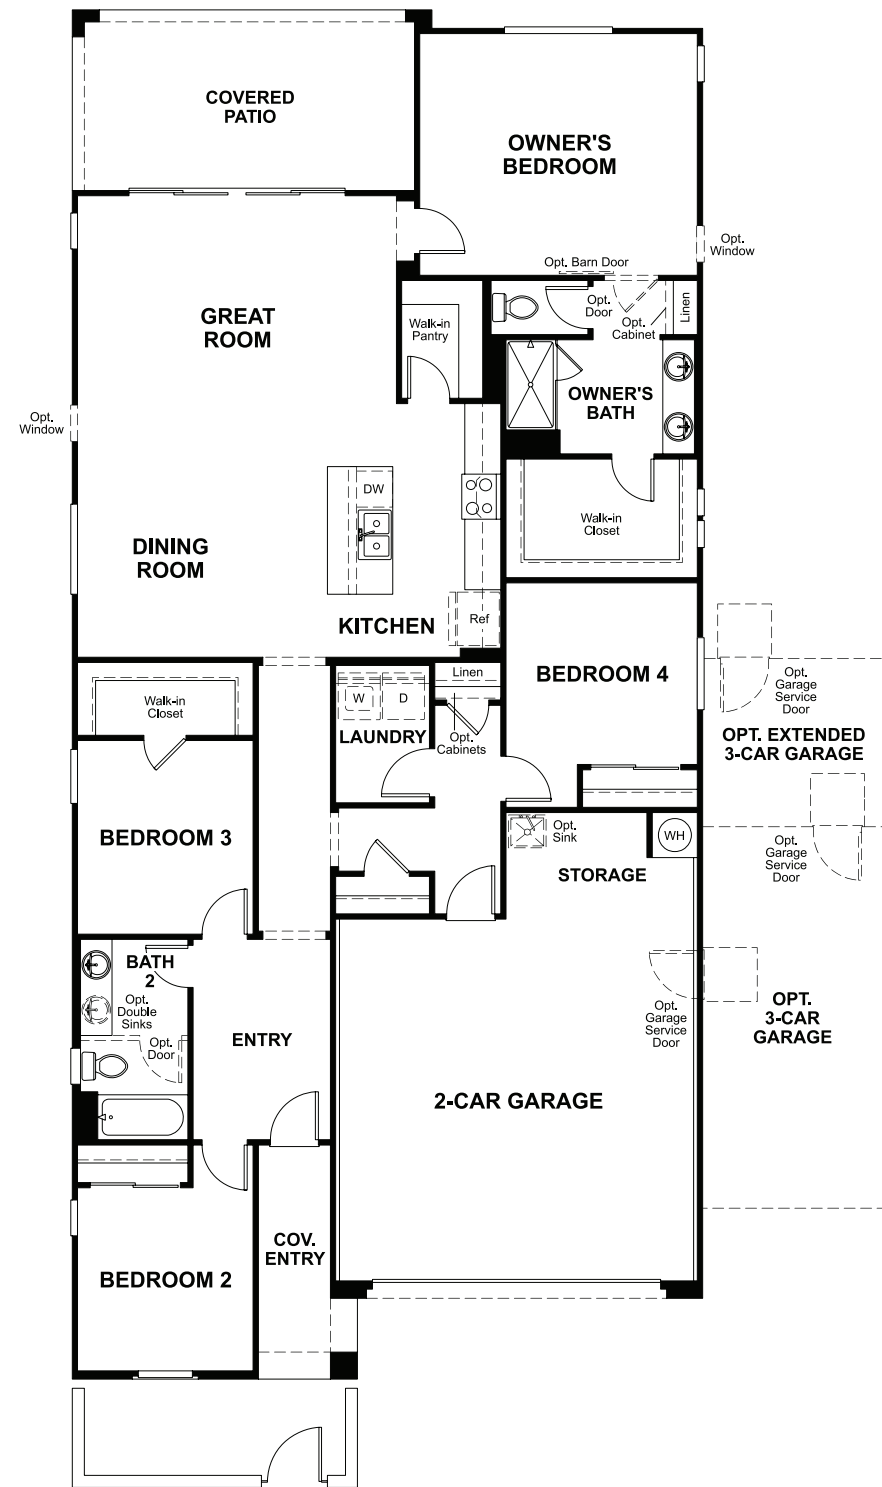 COVERED
PATIO
OWNER'S
BEDROOM
Opt.
Window
Opt. Barn Door
GREAT
ROOM
Walk-in
Pantry
Opt.
Door
Opt.
Cabinet
Linen
OWNER'S
BATH
Opt.
Window
DW
Walk-in
Closet
DINING
ROOM
KITCHEN
Ref
Walk-in
Closet
W
D
LAUNDRY
Linen
Opt.
Cabinets
BEDROOM 4
Opt.
Garage
Service
Door
OPT. EXTENDED
3-CAR GARAGE
BEDROOM 3
Opt.
Sink
WH
STORAGE
Opt.
Garage
Service
Door
BATH
2
Opt.
Double
Sinks
Opt.
Door
ENTRY
Opt.
Garage
Service
Door
OPT.
3-CAR
GARAGE
2-CAR GARAGE
COV.
ENTRY
BEDROOM 2